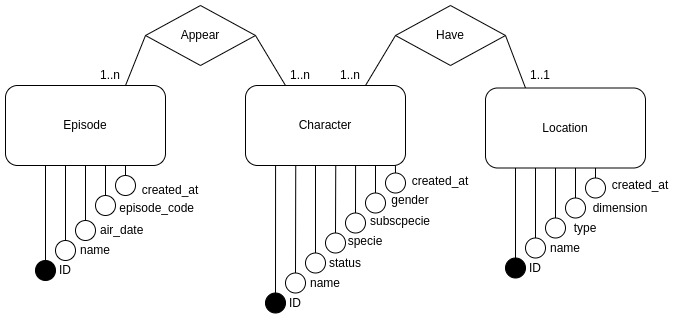 Appear
Have
1..n
1..n
1..n
1..1
Episode
Character
Location
created_at
episode_code
air_date
name
ID
created_at
gender
subscpecie
specie
status
name
ID
created_at
dimension
type
name
ID